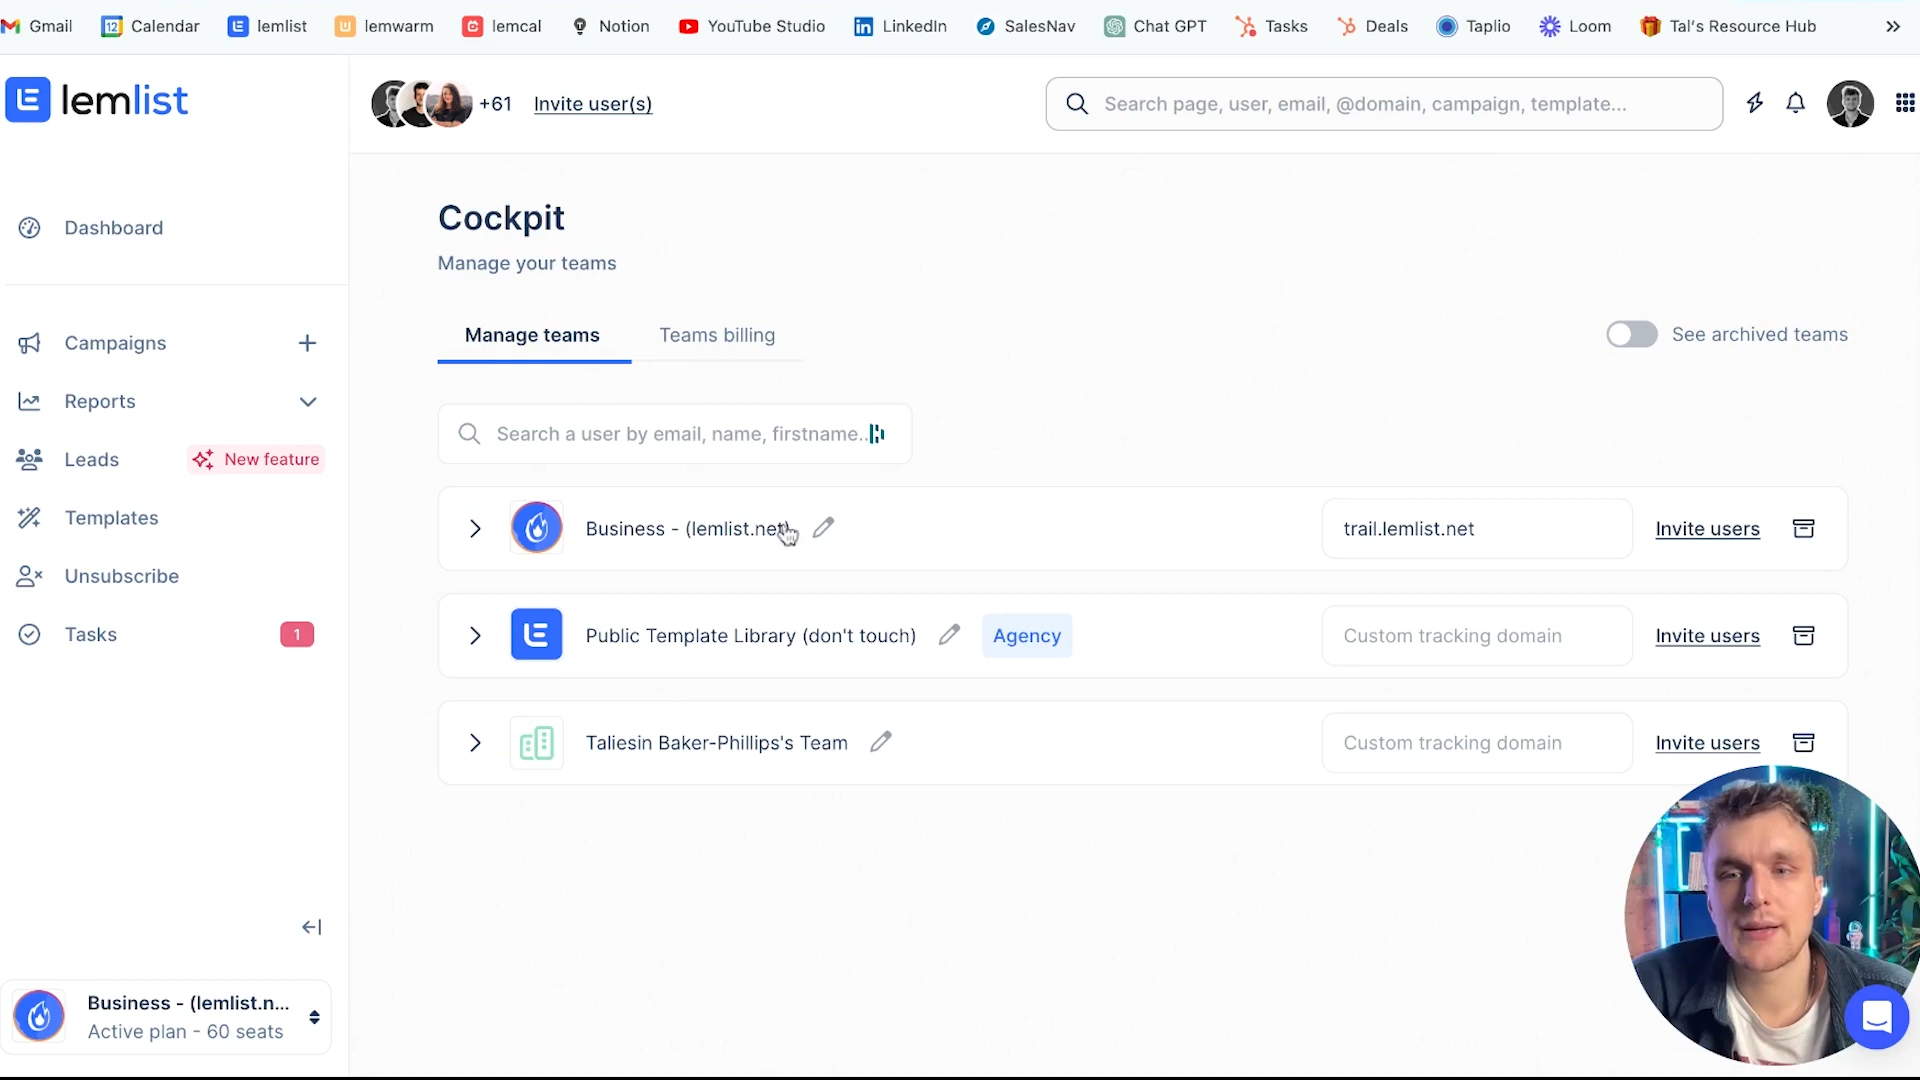 Gmail
Calendar
lemlist
lemwarm
lemcal
Notion
YouTube Studio
LinkedIn
SalesNav
Chat GPT
Tasks
Deals
Taplio
Loom
Tal's Resource Hub
lemlist
+61
Invite user(s)
Search page, user, email, @domain, campaign, template...
Dashboard
Campaigns
Reports
Leads
New feature
Templates
Unsubscribe
Tasks
1
Cockpit
Manage your teams
Manage teams
Teams billing
See archived teams
Search a user by email, name, firstname..
Business - (lemlist.net)
trail.lemlist.net
Invite users
Public Template Library (don't touch)
Agency
Custom tracking domain
Invite users
Taliesin Baker-Phillips's Team
Custom tracking domain
Invite users
Business - (lemlist.n...
Active plan - 60 seats